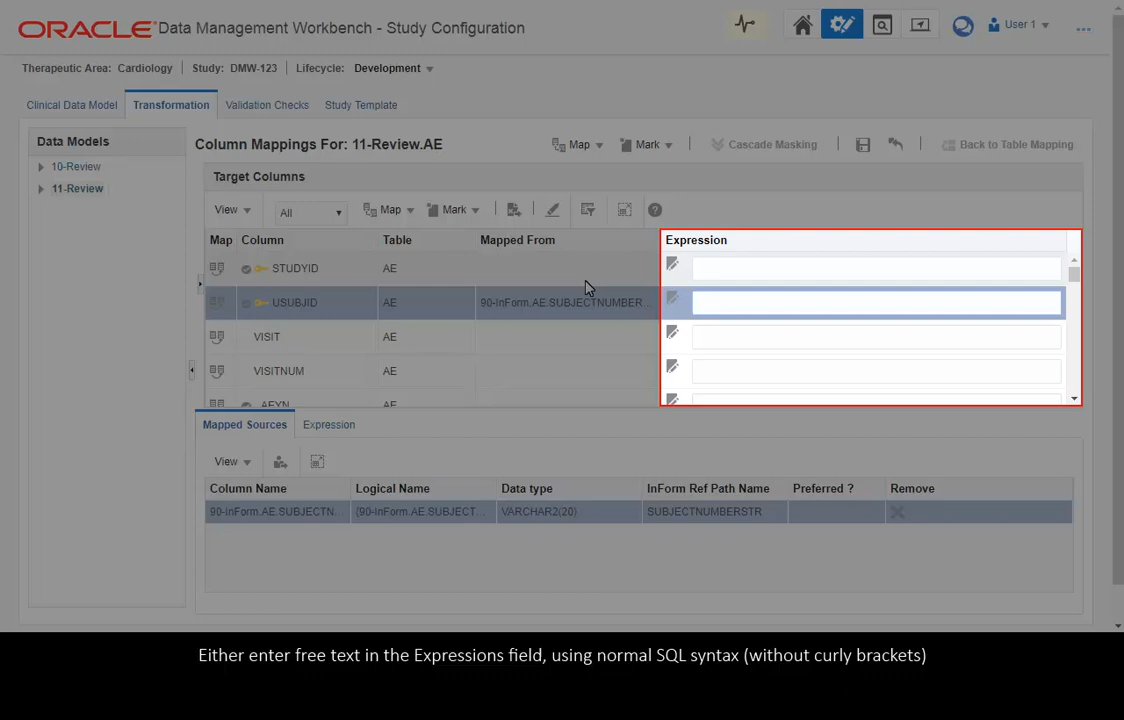 ORACLE Data Management Workbench - Study Configuration
User 1
Therapeutic Area: Cardiology Study: DMW-123 Lifecycle: Development
Clinical Data Model Transformation Validation Checks Study Template
Data Models
10-Review
11-Review
Column Mappings For: 11-Review.AE
Map Mark Cascade Masking Back to Table Mapping
Target Columns
View All Map Mark
Map Column Table Mapped From Expression
STUDYID AE
USUBJID AE 90-InForm.AE.SUBJECTNUMBER...
VISIT AE
VISITNUM AE
AEYN AE
Mapped Sources Expression
View
Column Name Logical Name Data type InForm Ref Path Name Preferred ? Remove
90-InForm.AE.SUBJECTN... (90-InForm.AE.SUBJECT... VARCHAR2(20) SUBJECTNUMBERSTR
Either enter free text in the Expressions field, using normal SQL syntax (without curly brackets)